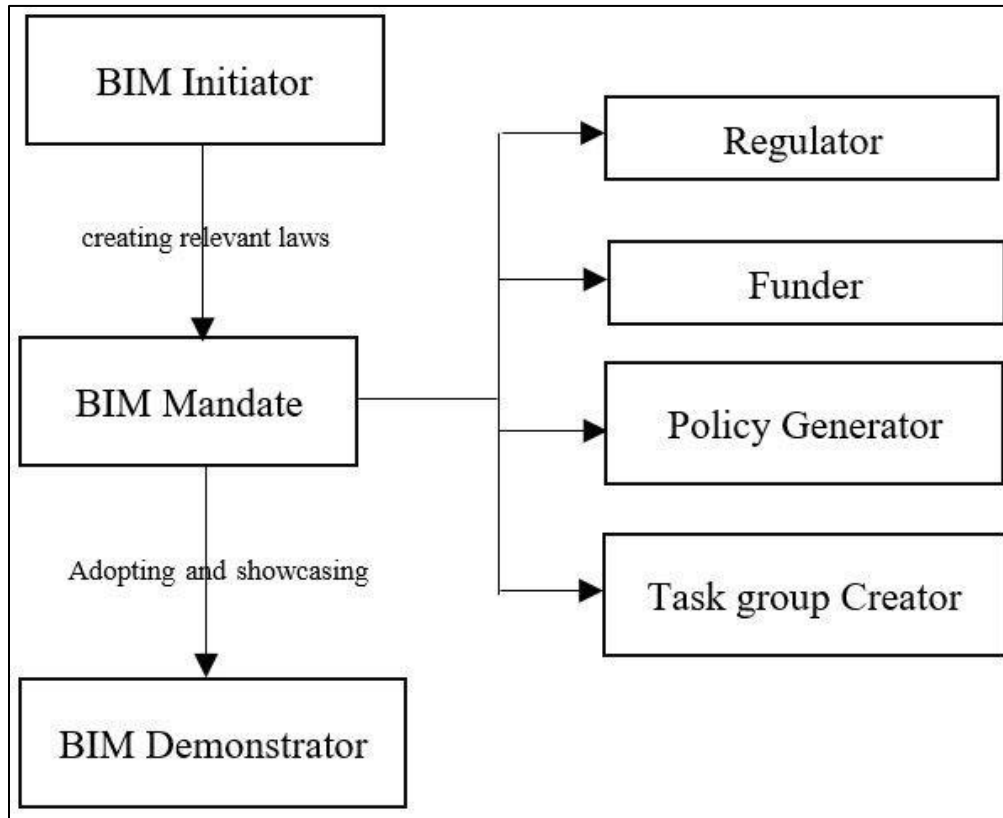 BIM Initiator
creating relevant laws
BIM Mandate
Adopting and showcasing
BIM Demonstrator
Regulator
Funder
Policy Generator
Task group Creator